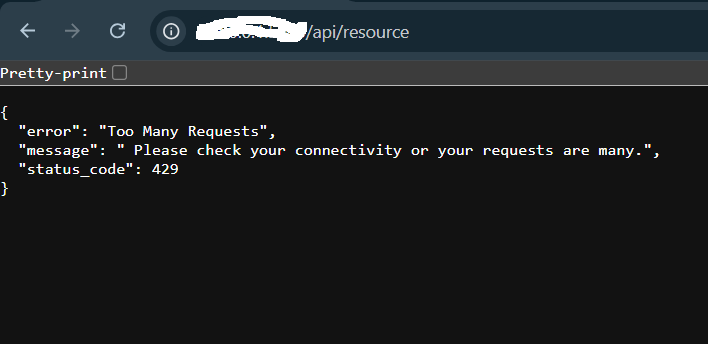 /api/resource
Pretty-print
{
"error": "Too Many Requests",
"message": " Please check your connectivity or your requests are many.",
"status_code": 429
}